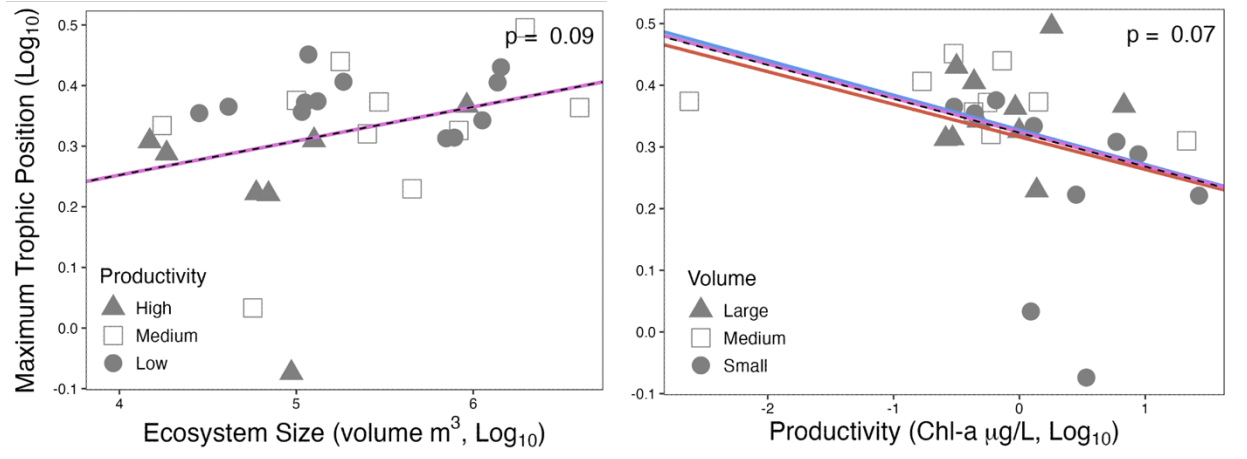 Maximum Trophic Position (Log10)
0.5
0.4
0.3
0.2
0.1
0.0
-0.1
p = 0.09
Productivity
High
Medium
Low
4
5
6
Ecosystem Size (volume m³, Log10)
0.5
0.4
0.3
0.2
0.1
0.0
-0.1
p = 0.07
Volume
Large
Medium
Small
-2
-1
0
1
Productivity (Chl-a μg/L, Log10)